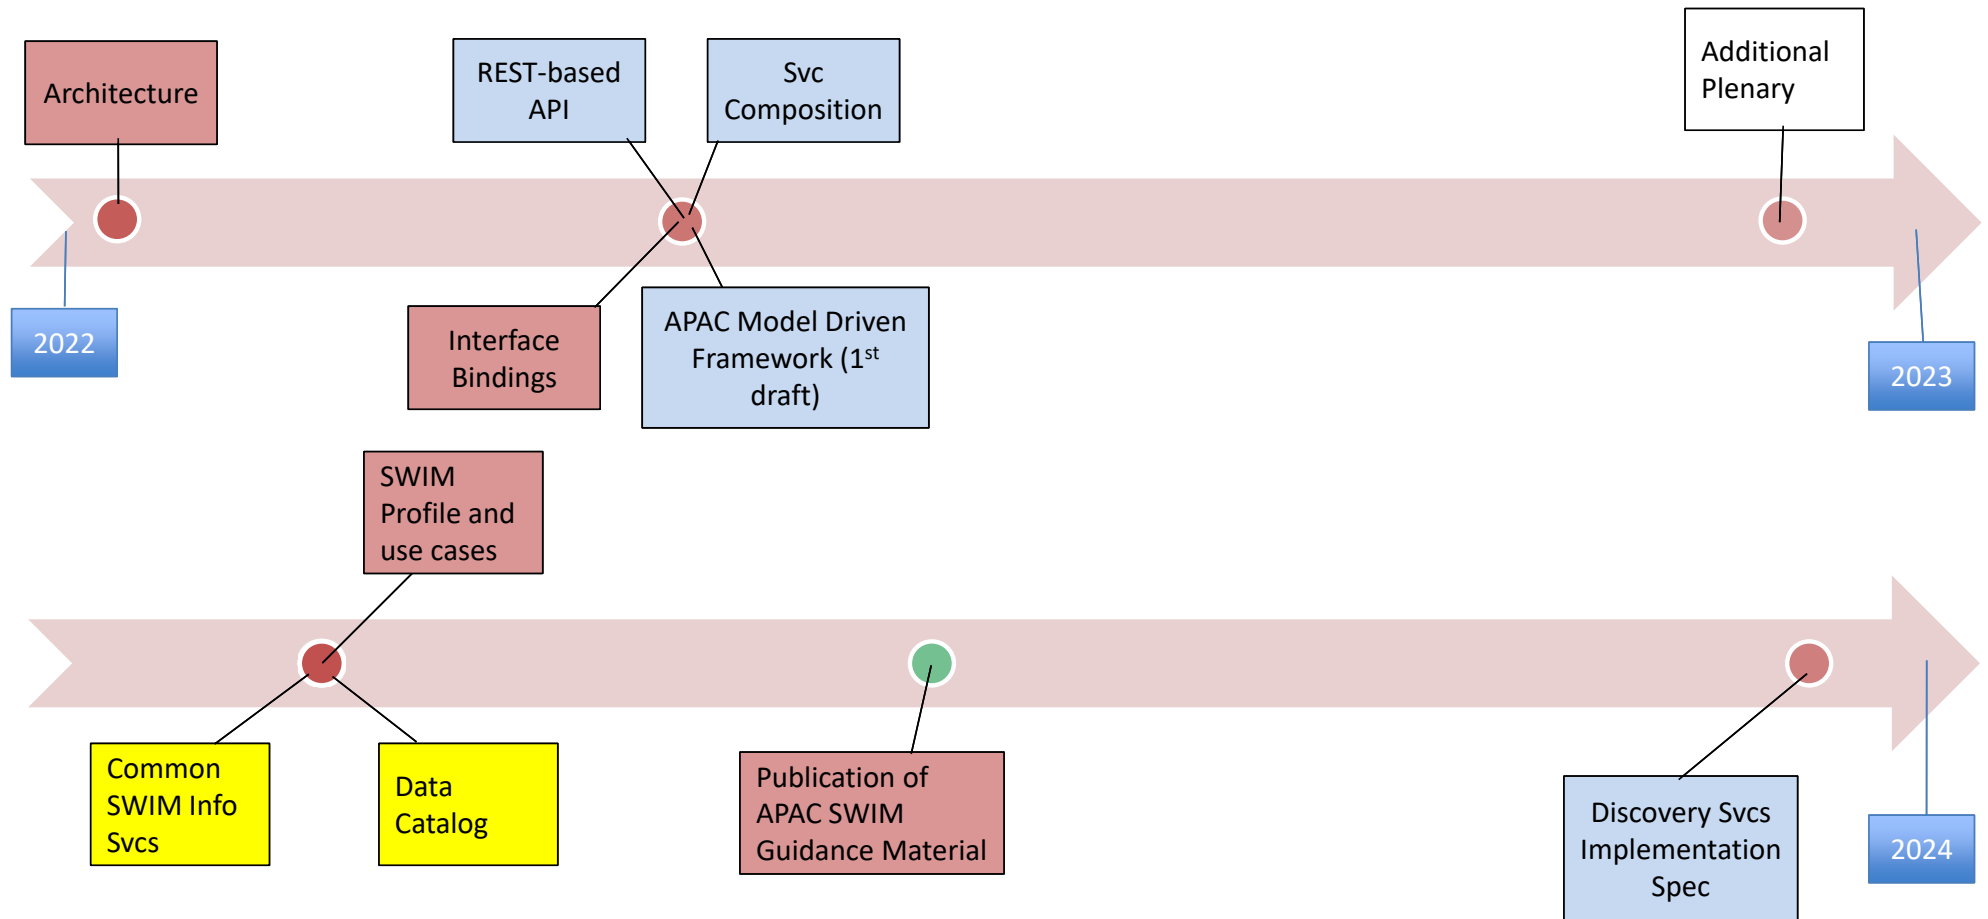 Architecture
REST-based
API
Svc
Composition
Additional
Plenary
2022
Interface
Bindings
APAC Model Driven
Framework (1st
draft)
2023
SWIM
Profile and
use cases
Common
SWIM Info
Svcs
Data
Catalog
Publication of
APAC SWIM
Guidance Material
Discovery Svcs
Implementation
Spec
2024